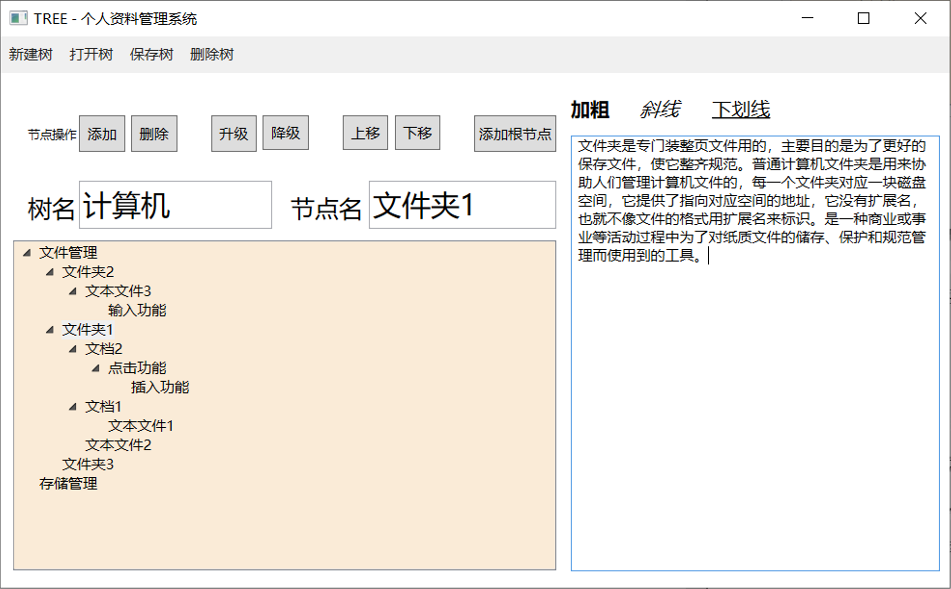 TREE - 个人资料管理系统
新建树 打开树 保存树 删除树
节点操作 添加 删除 升级 降级 上移 下移 添加根节点
树名 计算机 节点名 文件夹1
文件管理
文件夹2
文本文件3
输入功能
文件夹1
文档2
点击功能
插入功能
文档1
文本文件1
文本文件2
文件夹3
存储管理
加粗 斜线 下划线
文件夹是专门装整页文件用的，主要目的是为了更好的
保存文件，使它整齐规范。普通计算机文件夹是用来协
助人们管理计算机文件的，每一个文件夹对应一块磁盘
空间，它提供了指向对应空间的地址，它没有扩展名，
也就不像文件的格式用扩展名来标识。是一种商业或事
业等活动过程中为了对纸质文件的储存、保护和规范管
理而使用到的工具。